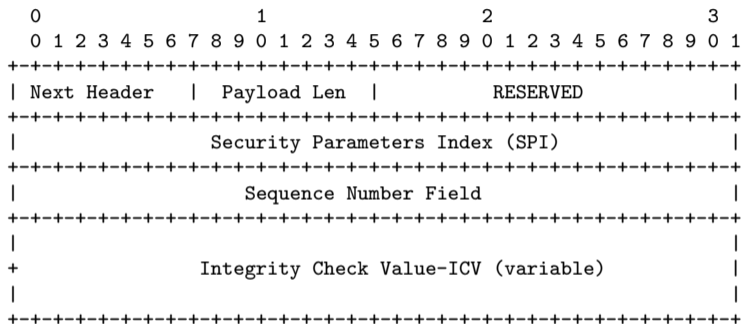 0                   1                   2                   3
0 1 2 3 4 5 6 7 8 9 0 1 2 3 4 5 6 7 8 9 0 1 2 3 4 5 6 7 8 9 0 1
+-+-+-+-+-+-+-+-+-+-+-+-+-+-+-+-+-+-+-+-+-+-+-+-+-+-+-+-+-+-+-+-+
| Next Header   |  Payload Len  |          RESERVED             |
+-+-+-+-+-+-+-+-+-+-+-+-+-+-+-+-+-+-+-+-+-+-+-+-+-+-+-+-+-+-+-+-+
|                 Security Parameters Index (SPI)               |
+-+-+-+-+-+-+-+-+-+-+-+-+-+-+-+-+-+-+-+-+-+-+-+-+-+-+-+-+-+-+-+-+
|                    Sequence Number Field                      |
+-+-+-+-+-+-+-+-+-+-+-+-+-+-+-+-+-+-+-+-+-+-+-+-+-+-+-+-+-+-+-+-+
|                                                               |
+                Integrity Check Value-ICV (variable)           |
|                                                               |
+-+-+-+-+-+-+-+-+-+-+-+-+-+-+-+-+-+-+-+-+-+-+-+-+-+-+-+-+-+-+-+-+